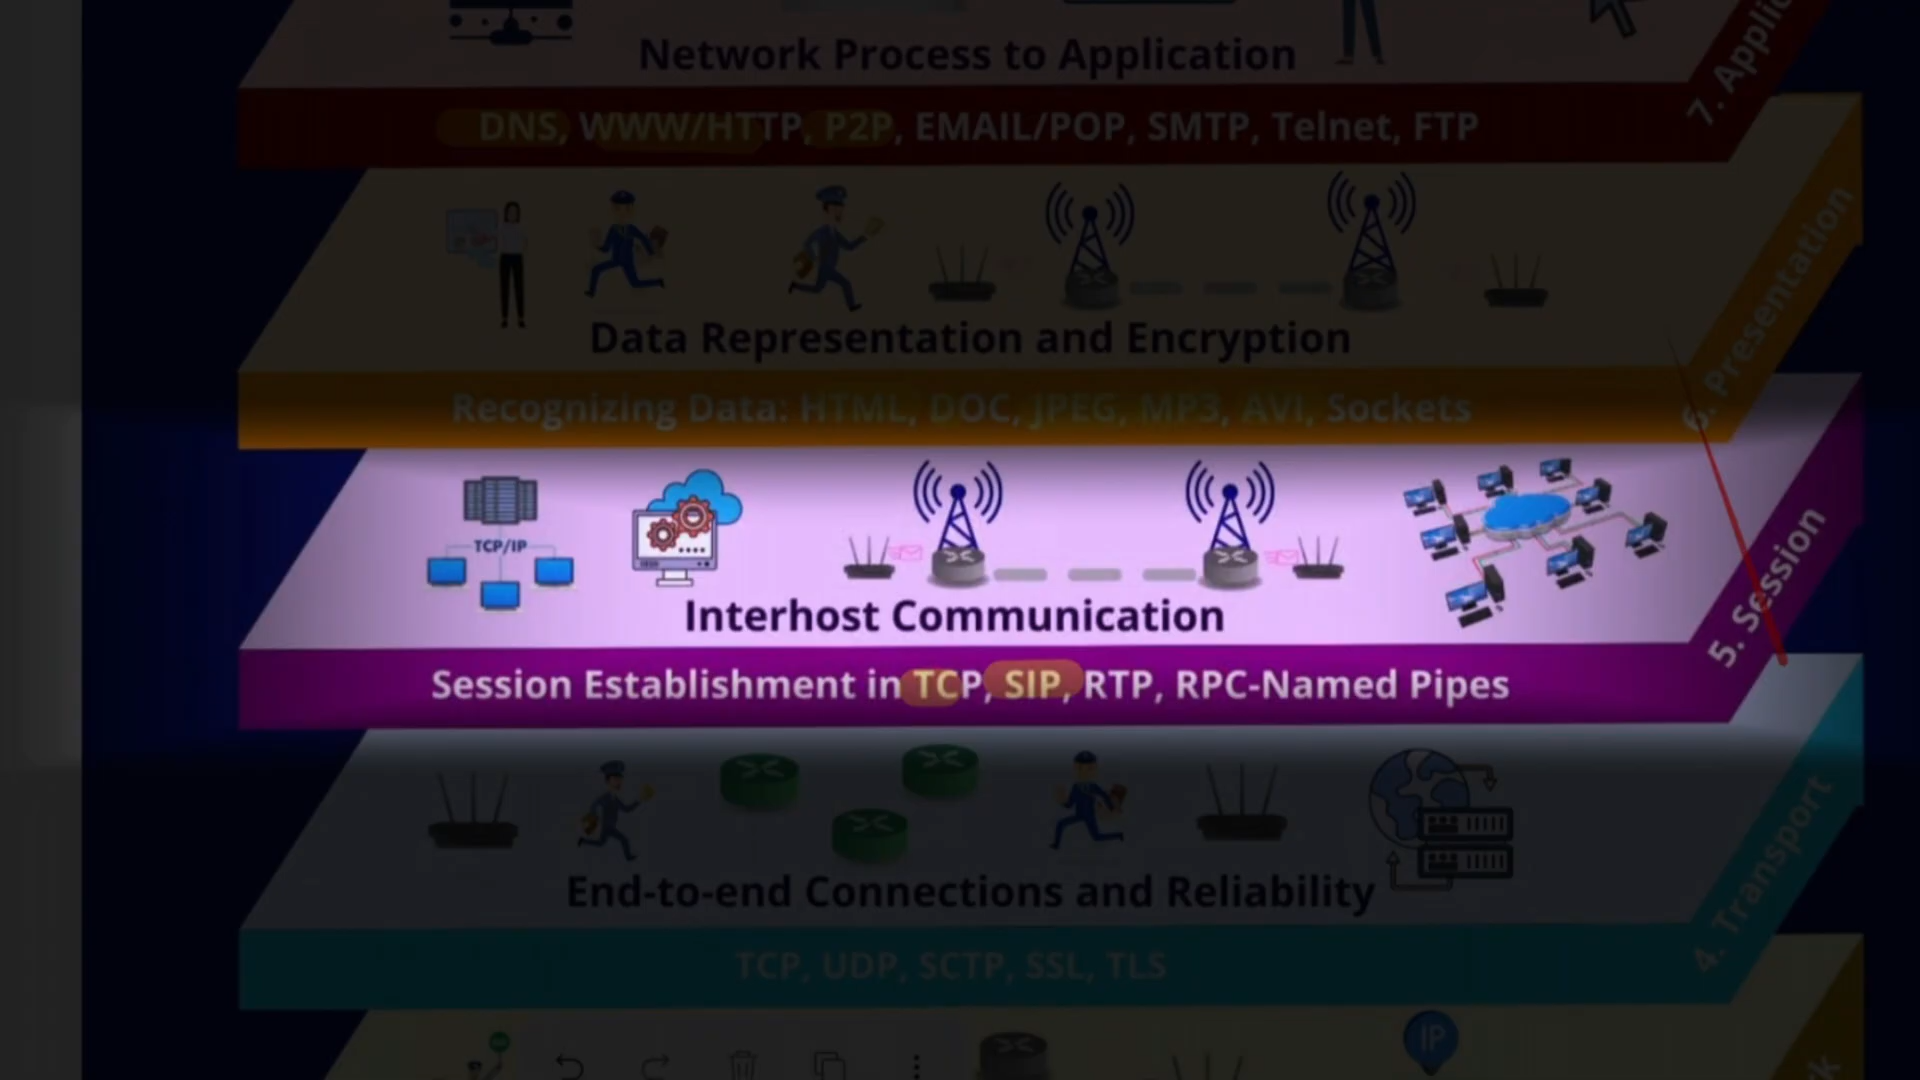 Network Process to Application
7. Applic
DNS, WWW/HTTP, P2P, EMAIL/POP, SMTP, Telnet, FTP
Data Representation and Encryption
6. Presentation
Recognizing Data: HTML, DOC, JPEG, MP3, AVI, Sockets
TCP/IP
Interhost Communication
5. Session
Session Establishment in TCP, SIP, RTP, RPC-Named Pipes
End-to-end Connections and Reliability
4. Transport
TCP, UDP, SCTP, SSL, TLS
IP